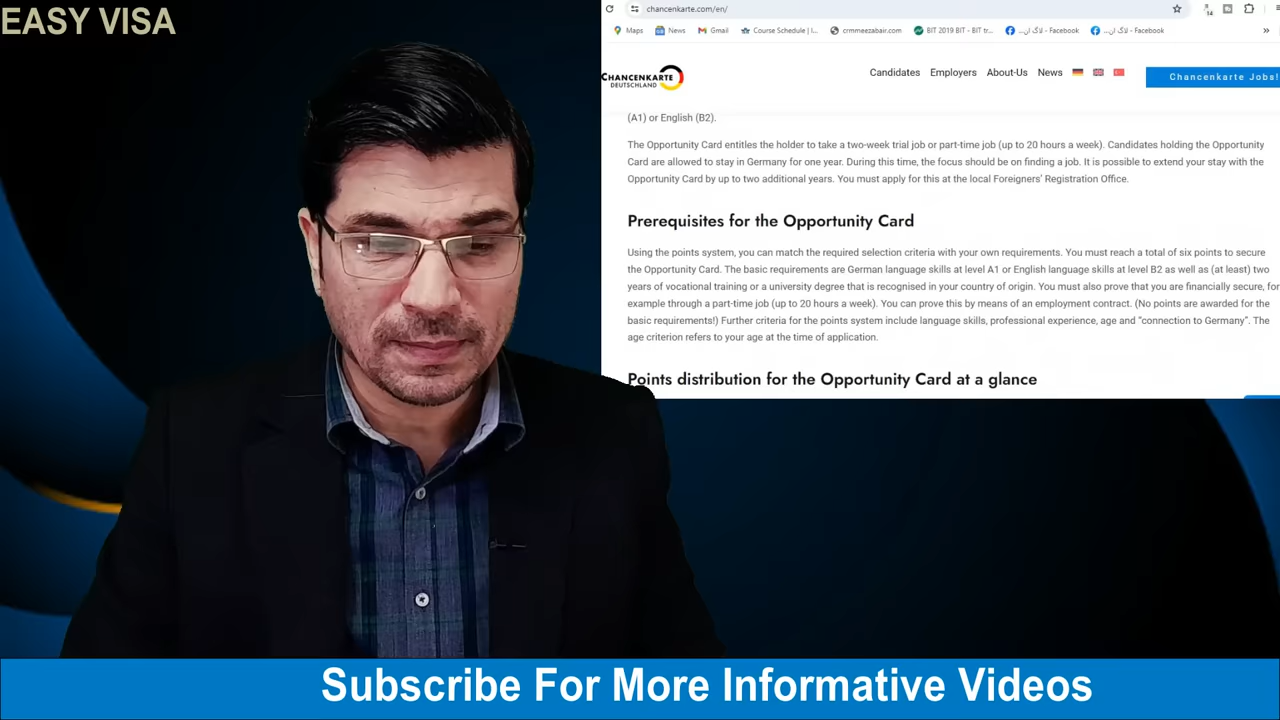 EASY VISA
chancenkarte.com/en/
Maps
News
Gmail
Course Schedule | I...
crmmeezabair.com
BIT 2019 BIT - BIT tr...
لاگ ان... - Facebook
لاگ ان... - Facebook
»
CHANCENKARTE
DEUTSCHLAND
Candidates Employers About-Us News
Chancenkarte Jobs!
(A1) or English (B2).
The Opportunity Card entitles the holder to take a two-week trial job or part-time job (up to 20 hours a week). Candidates holding the Opportunity
Card are allowed to stay in Germany for one year. During this time, the focus should be on finding a job. It is possible to extend your stay with the
Opportunity Card by up to two additional years. You must apply for this at the local Foreigners' Registration Office.
Prerequisites for the Opportunity Card
Using the points system, you can match the required selection criteria with your own requirements. You must reach a total of six points to secure
the Opportunity Card. The basic requirements are German language skills at level A1 or English language skills at level B2 as well as (at least) two
years of vocational training or a university degree that is recognised in your country of origin. You must also prove that you are financially secure, for
example through a part-time job (up to 20 hours a week). You can prove this by means of an employment contract. (No points are awarded for the
basic requirements!) Further criteria for the points system include language skills, professional experience, age and "connection to Germany". The
age criterion refers to your age at the time of application.
Points distribution for the Opportunity Card at a glance
Subscribe For More Informative Videos